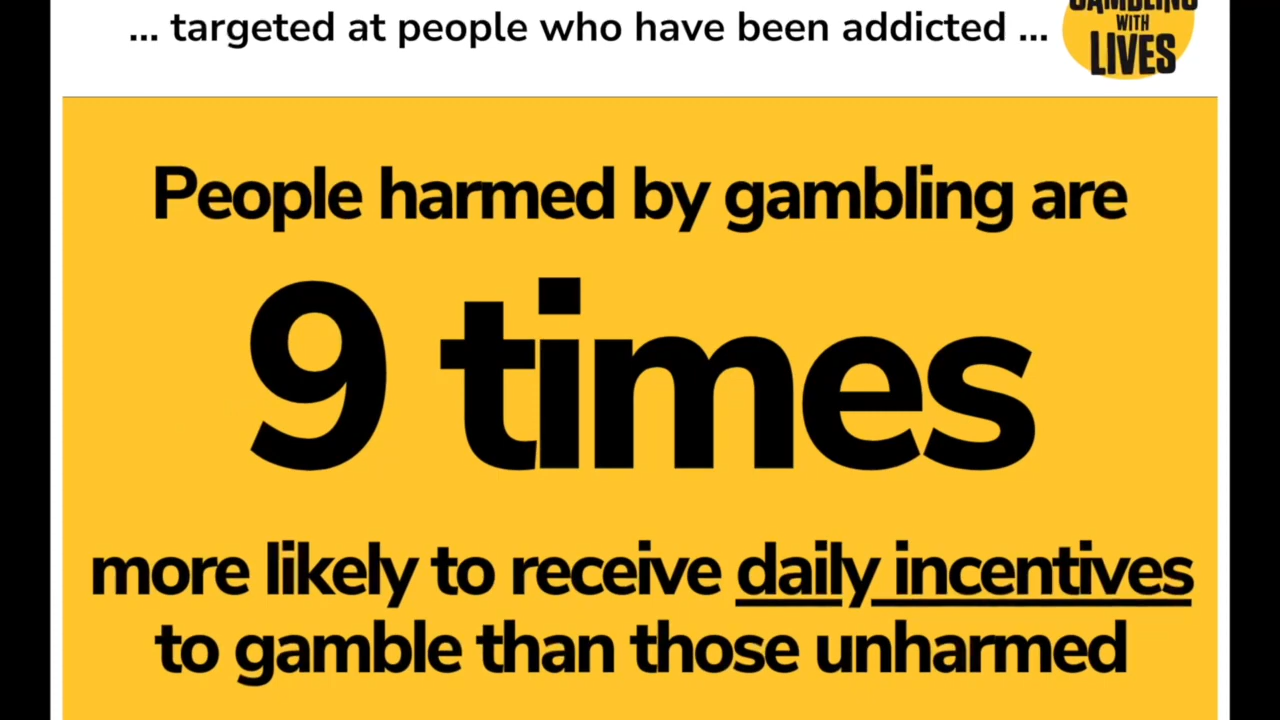 ... targeted at people who have been addicted ...
GAMBLING
WITH
LIVES
People harmed by gambling are
9 times
more likely to receive daily incentives
to gamble than those unharmed